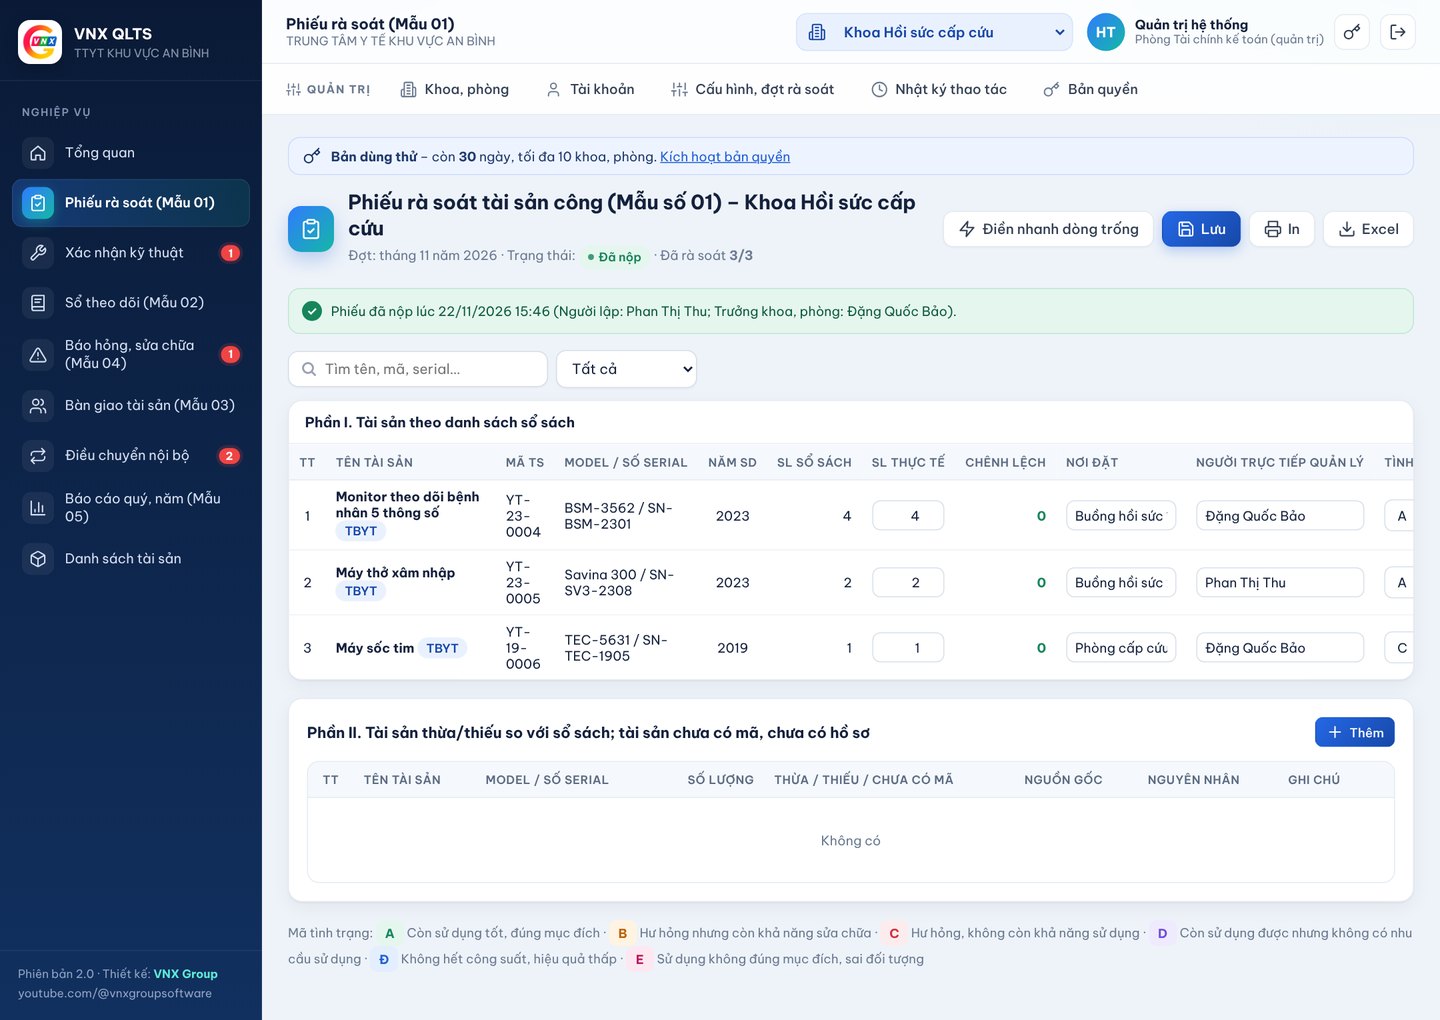 VNX QLTS
TTYT KHU VỰC AN BÌNH
NGHIỆP VỤ
Tổng quan
Phiếu rà soát (Mẫu 01)
Xác nhận kỹ thuật 1
Sổ theo dõi (Mẫu 02)
Báo hỏng, sửa chữa
(Mẫu 04) 1
Bàn giao tài sản (Mẫu 03)
Điều chuyển nội bộ 2
Báo cáo quý, năm (Mẫu
05)
Danh sách tài sản
Phiên bản 2.0 · Thiết kế: VNX Group
youtube.com/@vnxgroupsoftware
Phiếu rà soát (Mẫu 01)
TRUNG TÂM Y TẾ KHU VỰC AN BÌNH
Khoa Hồi sức cấp cứu
HT
Quản trị hệ thống
Phòng Tài chính kế toán (quản trị)
QUẢN TRỊ Khoa, phòng Tài khoản Cấu hình, đợt rà soát Nhật ký thao tác Bản quyền
Bản dùng thử – còn 30 ngày, tối đa 10 khoa, phòng. Kích hoạt bản quyền
Phiếu rà soát tài sản công (Mẫu số 01) – Khoa Hồi sức cấp
cứu
Đợt: tháng 11 năm 2026 · Trạng thái: Đã nộp · Đã rà soát 3/3
Điền nhanh dòng trống Lưu In Excel
Phiếu đã nộp lúc 22/11/2026 15:46 (Người lập: Phan Thị Thu; Trưởng khoa, phòng: Đặng Quốc Bảo).
Tìm tên, mã, serial... Tất cả
Phần I. Tài sản theo danh sách sổ sách
TT TÊN TÀI SẢN MÃ TS MODEL / SỐ SERIAL NĂM SD SL SỔ SÁCH SL THỰC TẾ CHÊNH LỆCH NƠI ĐẶT NGƯỜI TRỰC TIẾP QUẢN LÝ TÌNH
1 Monitor theo dõi bệnh nhân 5 thông số TBYT YT-23-0004 BSM-3562 / SN-BSM-2301 2023 4 4 0 Buồng hồi sức Đặng Quốc Bảo A
2 Máy thở xâm nhập TBYT YT-23-0005 Savina 300 / SN-SV3-2308 2023 2 2 0 Buồng hồi sức Phan Thị Thu A
3 Máy sốc tim TBYT YT-19-0006 TEC-5631 / SN-TEC-1905 2019 1 1 0 Phòng cấp cứu Đặng Quốc Bảo C
Phần II. Tài sản thừa/thiếu so với sổ sách; tài sản chưa có mã, chưa có hồ sơ
Thêm
TT TÊN TÀI SẢN MODEL / SỐ SERIAL SỐ LƯỢNG THỪA / THIẾU / CHƯA CÓ MÃ NGUỒN GỐC NGUYÊN NHÂN GHI CHÚ
Không có
Mã tình trạng: A Còn sử dụng tốt, đúng mục đích · B Hư hỏng nhưng còn khả năng sửa chữa · C Hư hỏng, không còn khả năng sử dụng · D Còn sử dụng được nhưng không có nhu
cầu sử dụng · Đ Không hết công suất, hiệu quả thấp · E Sử dụng không đúng mục đích, sai đối tượng